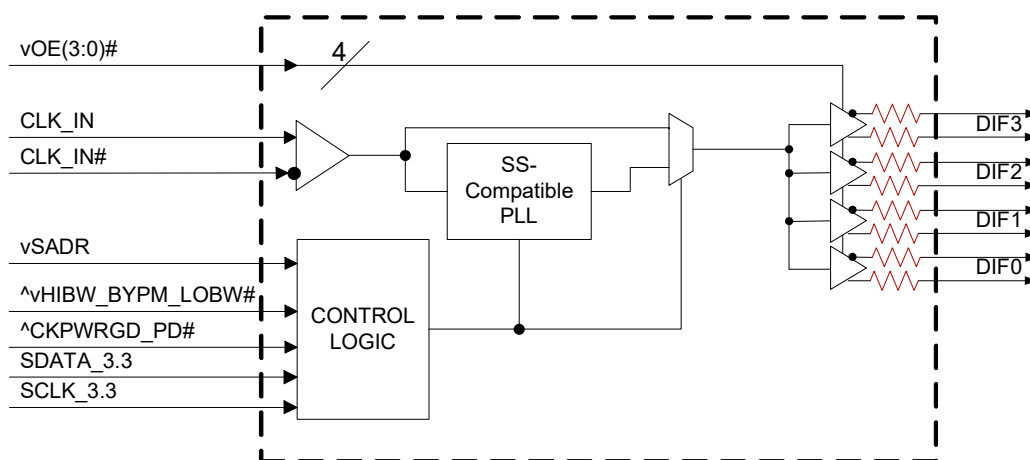 vOE(3:0)#
4
CLK_IN
CLK_IN#
SS-
Compatible
PLL
DIF3
DIF2
DIF1
DIF0
vSADR
^vHIBW_BYPM_LOBW#
^CKPWRGD_PD#
SDATA_3.3
SCLK_3.3
CONTROL
LOGIC